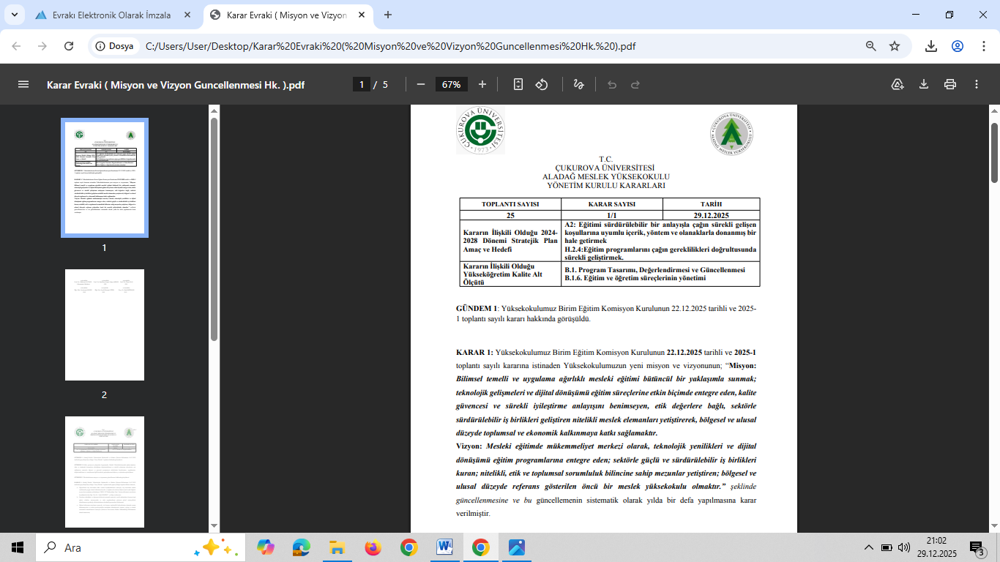 Evrakı Elektronik Olarak İmzala
Karar Evraki ( Misyon ve Vizyon
Dosya
C:/Users/User/Desktop/Karar%20Evraki%20(%20Misyon%20ve%20Vizyon%20Guncellenmesi%20Hk.%20).pdf
Karar Evraki ( Misyon ve Vizyon Guncellenmesi Hk. ).pdf
1 / 5
67%
1
2
ÇUKUROVA ÜNİVERSİTESİ
1973
ÇUKUROVA ÜNİVERSİTESİ
ALADAĞ MESLEK YÜKSEKOKULU
T.C.
ÇUKUROVA ÜNİVERSİTESİ
ALADAĞ MESLEK YÜKSEKOKULU
YÖNETİM KURULU KARARLARI
TOPLANTI SAYISI KARAR SAYISI TARİH
25 1/1 29.12.2025
Kararın İlişkili Olduğu 2024-
2028 Dönemi Stratejik Plan
Amaç ve Hedefi
A2: Eğitimi sürdürülebilir bir anlayışla çağın sürekli gelişen
koşullarına uyumlu içerik, yöntem ve olanaklarla donanmış bir
hale getirmek
H.2.4:Eğitim programlarını çağın gereklilikleri doğrultusunda
sürekli geliştirmek.
Kararın İlişkili Olduğu
Yükseköğretim Kalite Alt
Ölçütü
B.1. Program Tasarımı, Değerlendirmesi ve Güncellenmesi
B.1.6. Eğitim ve öğretim süreçlerinin yönetimi
GÜNDEM 1: Yüksekokulumuz Birim Eğitim Komisyon Kurulunun 22.12.2025 tarihli ve 2025-
1 toplantı sayılı kararı hakkında görüşüldü.
KARAR 1: Yüksekokulumuz Birim Eğitim Komisyon Kurulunun 22.12.2025 tarihli ve 2025-1
toplantı sayılı kararına istinaden Yüksekokulumuzun yeni misyon ve vizyonunun; “Misyon:
Bilimsel temelli ve uygulama ağırlıklı mesleki eğitimi bütüncül bir yaklaşımla sunmak;
teknolojik gelişmeleri ve dijital dönüşümü eğitim süreçlerine etkin biçimde entegre eden, kalite
güvencesi ve sürekli iyileştirme anlayışını benimseyen, etik değerlere bağlı, sektörle
sürdürülebilir iş birlikleri geliştiren nitelikli meslek elemanları yetiştirerek, bölgesel ve ulusal
düzeyde toplumsal ve ekonomik kalkınmaya katkı sağlamaktır.
Vizyon: Mesleki eğitimde mükemmeliyet merkezi olarak, teknolojik yenilikleri ve dijital
dönüşümü eğitim programlarına entegre eden; sektörle güçlü ve sürdürülebilir iş birlikleri
kuran; nitelikli, etik ve toplumsal sorumluluk bilincine sahip mezunlar yetiştiren; bölgesel ve
ulusal düzeyde referans gösterilen öncü bir meslek yüksekokulu olmaktır.” şeklinde
güncellenmesine ve bu güncellemenin sistematik olarak yılda bir defa yapılmasına karar
verilmiştir.
Ara
21:02
29.12.2025
3